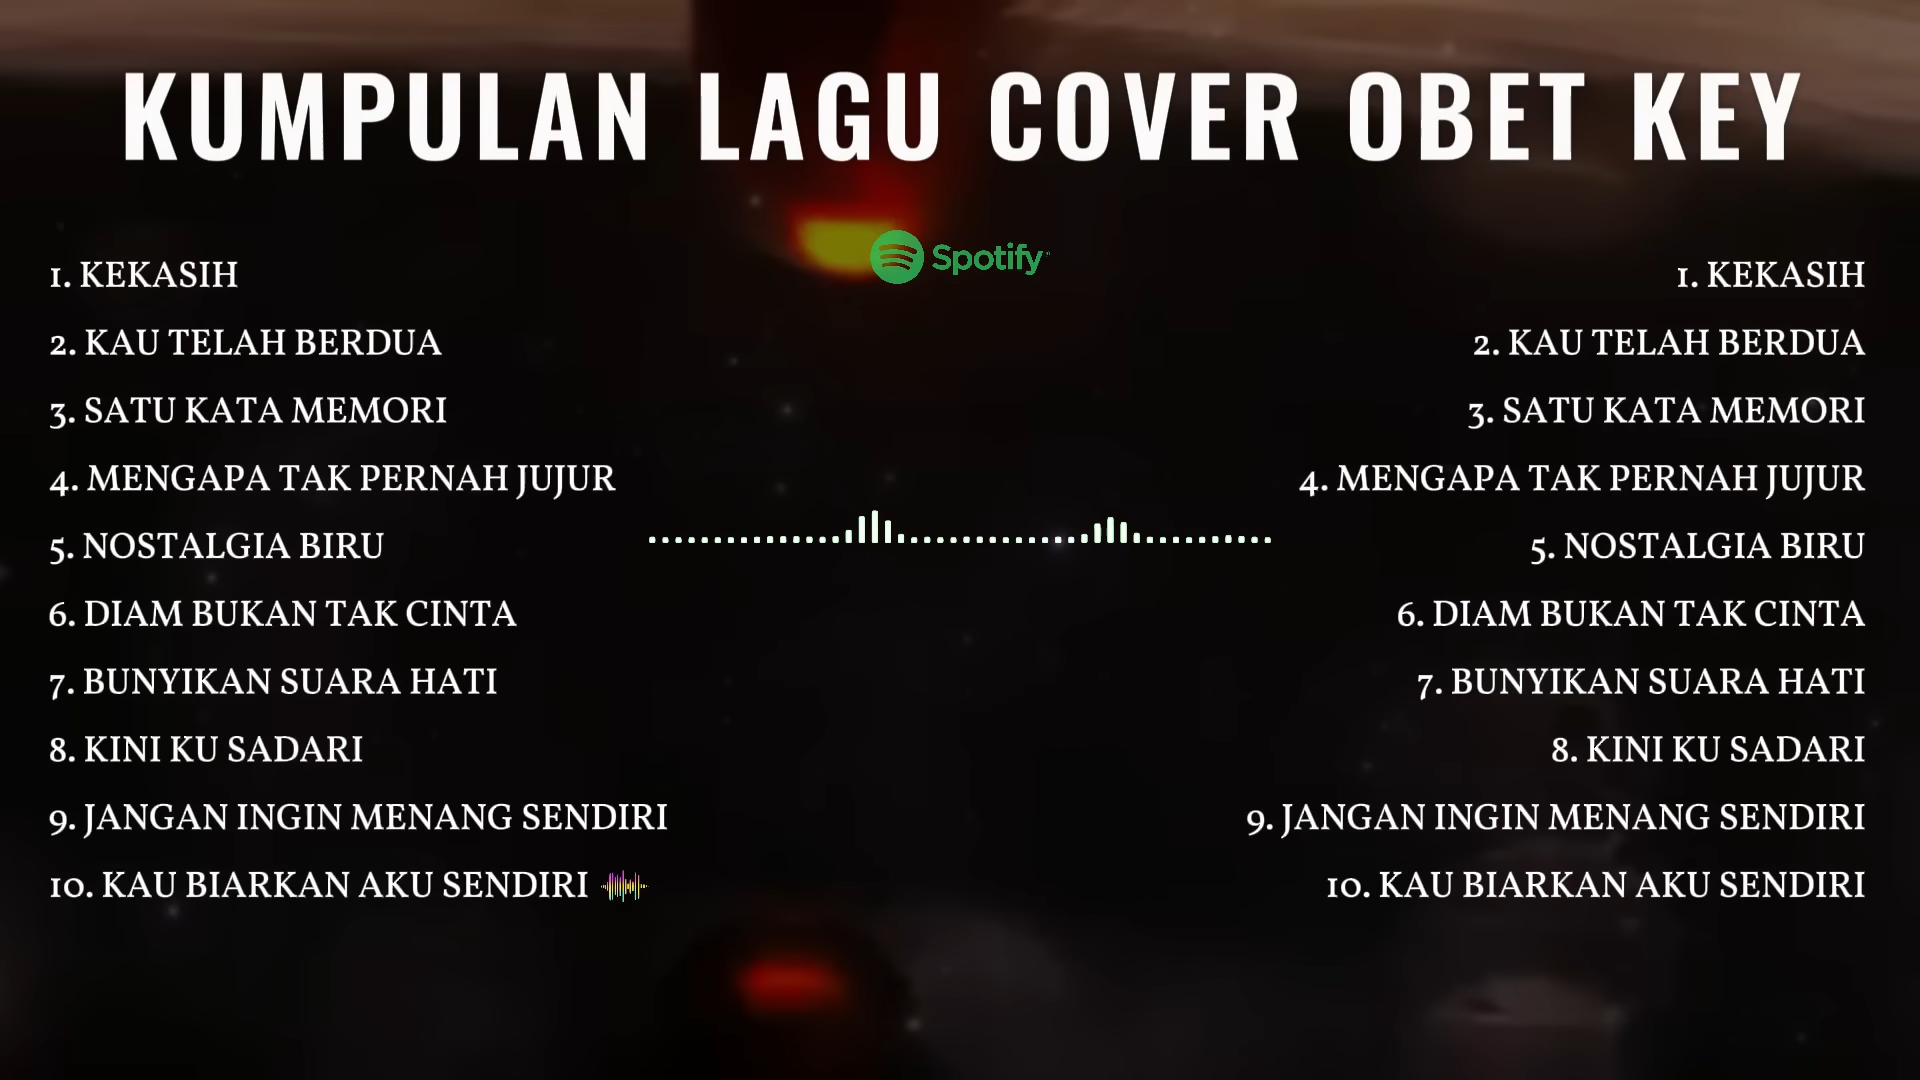 KUMPULAN LAGU COVER OBET KEY
Spotify
1. KEKASIH
2. KAU TELAH BERDUA
3. SATU KATA MEMORI
4. MENGAPA TAK PERNAH JUJUR
5. NOSTALGIA BIRU
6. DIAM BUKAN TAK CINTA
7. BUNYIKAN SUARA HATI
8. KINI KU SADARI
9. JANGAN INGIN MENANG SENDIRI
10. KAU BIARKAN AKU SENDIRI
1. KEKASIH
2. KAU TELAH BERDUA
3. SATU KATA MEMORI
4. MENGAPA TAK PERNAH JUJUR
5. NOSTALGIA BIRU
6. DIAM BUKAN TAK CINTA
7. BUNYIKAN SUARA HATI
8. KINI KU SADARI
9. JANGAN INGIN MENANG SENDIRI
10. KAU BIARKAN AKU SENDIRI